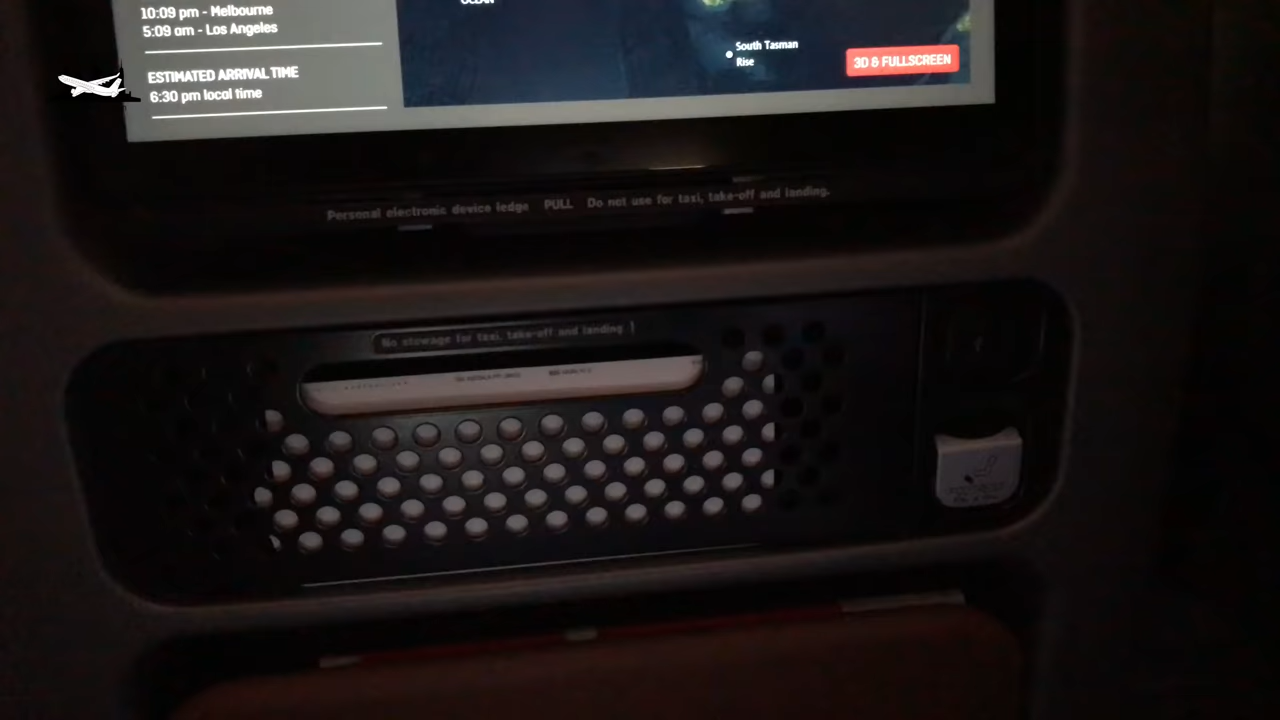 10:09 pm - Melbourne
5:09 am - Los Angeles
ESTIMATED ARRIVAL TIME
6:30 pm local time
OCEAN
South Tasman
Rise
3D & FULLSCREEN
Personal electronic device ledge PULL Do not use for taxi, take-off and landing.
No stowage for taxi, take-off and landing